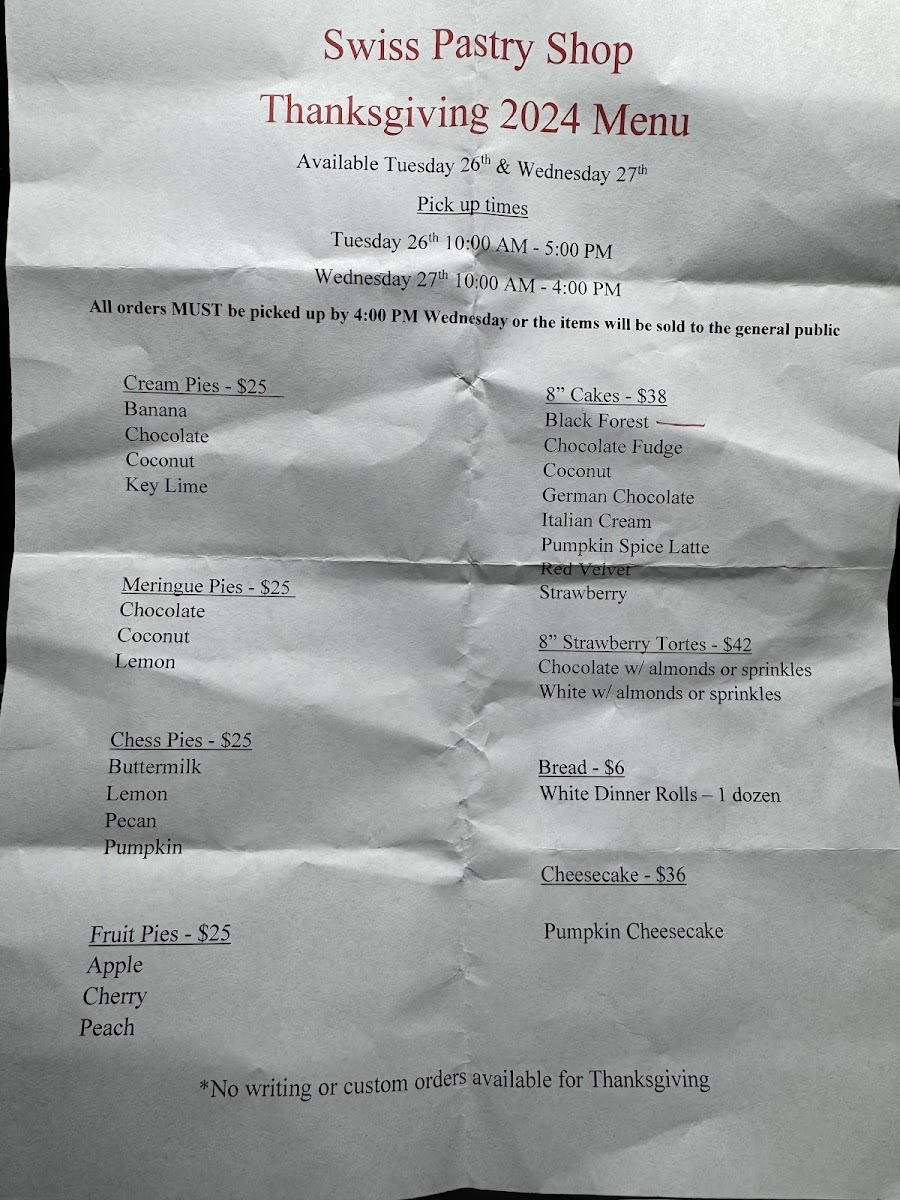 Swiss Pastry Shop
Thanksgiving 2024 Menu
Available Tuesday 26th & Wednesday 27th
Pick up times
Tuesday 26th 10:00 AM - 5:00 PM
Wednesday 27th 10:00 AM - 4:00 PM
All orders MUST be picked up by 4:00 PM Wednesday or the items will be sold to the general public
Cream Pies - $25
Banana
Chocolate
Coconut
Key Lime
Meringue Pies - $25
Chocolate
Coconut
Lemon
Chess Pies - $25
Buttermilk
Lemon
Pecan
Pumpkin
Fruit Pies - $25
Apple
Cherry
Peach
8” Cakes - $38
Black Forest
Chocolate Fudge
Coconut
German Chocolate
Italian Cream
Pumpkin Spice Latte
Red Velvet
Strawberry
8” Strawberry Tortes - $42
Chocolate w/ almonds or sprinkles
White w/ almonds or sprinkles
Bread - $6
White Dinner Rolls – 1 dozen
Cheesecake - $36
Pumpkin Cheesecake
*No writing or custom orders available for Thanksgiving